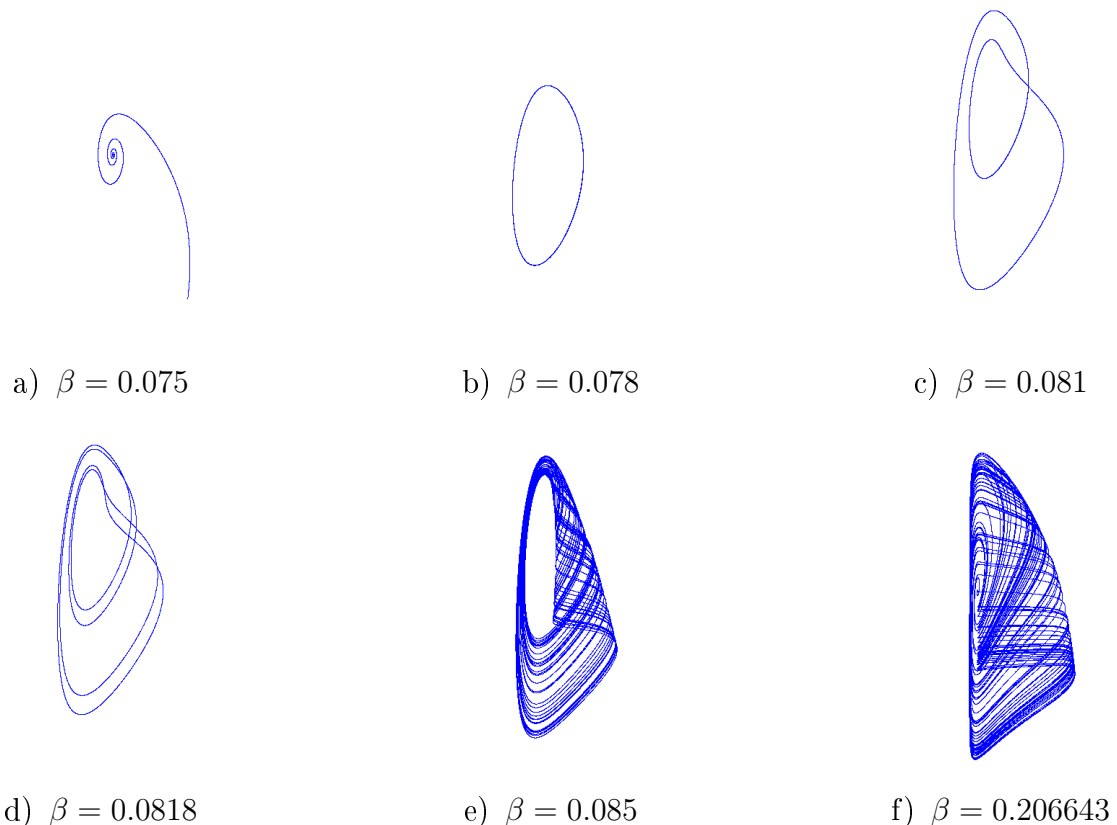 a) β = 0.075
b) β = 0.078
c) β = 0.081
d) β = 0.0818
e) β = 0.085
f) β = 0.206643